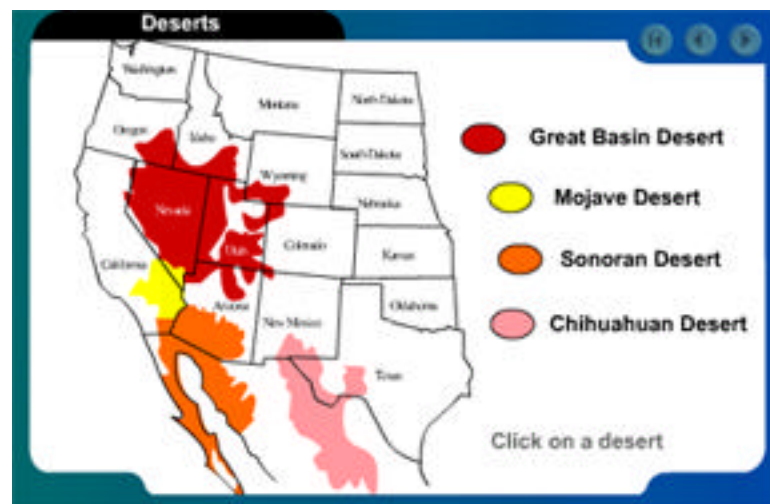 Deserts
Washington
Montana
North Dakota
Oregon
Idaho
South Dakota
Great Basin Desert
Wyoming
Mojave Desert
Nebraska
Nevada
Utah
Colorado
Kansas
California
Sonoran Desert
Arizona
New Mexico
Oklahoma
Chihuahuan Desert
Texas
Click on a desert